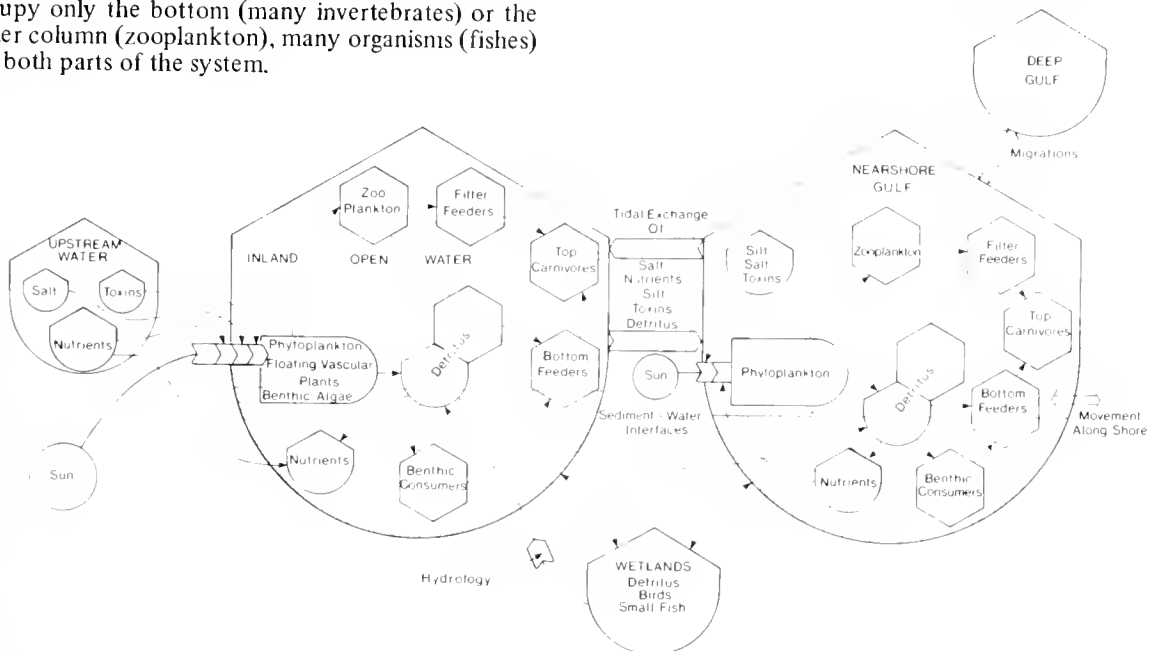 upy only the bottom (many invertebrates) or the
er column (zooplankton), many organisms (fishes)
both parts of the system.
DEEP
GULF
Migrations
UPSTREAM
WATER
Salt
Toxins
Nutrients
Sun
INLAND OPEN WATER
Zoo
Plankton
Filter
Feeders
Top
Carnivores
Phytoplankton
Floating Vascular
Plants
Benthic Algae
Detritus
Bottom
Feeders
Nutrients
Benthic
Consumers
Tidal Exchange
Of
Salt
Nutrients
Silt
Toxins
Detritus
Sun
Sediment - Water
Interfaces
NEARSHORE
GULF
Silt
Salt
Toxins
Zooplankton
Filter
Feeders
Top
Carnivores
Phytoplankton
Detritus
Bottom
Feeders
Nutrients
Benthic
Consumers
Movement
Along Shore
Hydrology
WETLANDS
Detritus
Birds
Small Fish